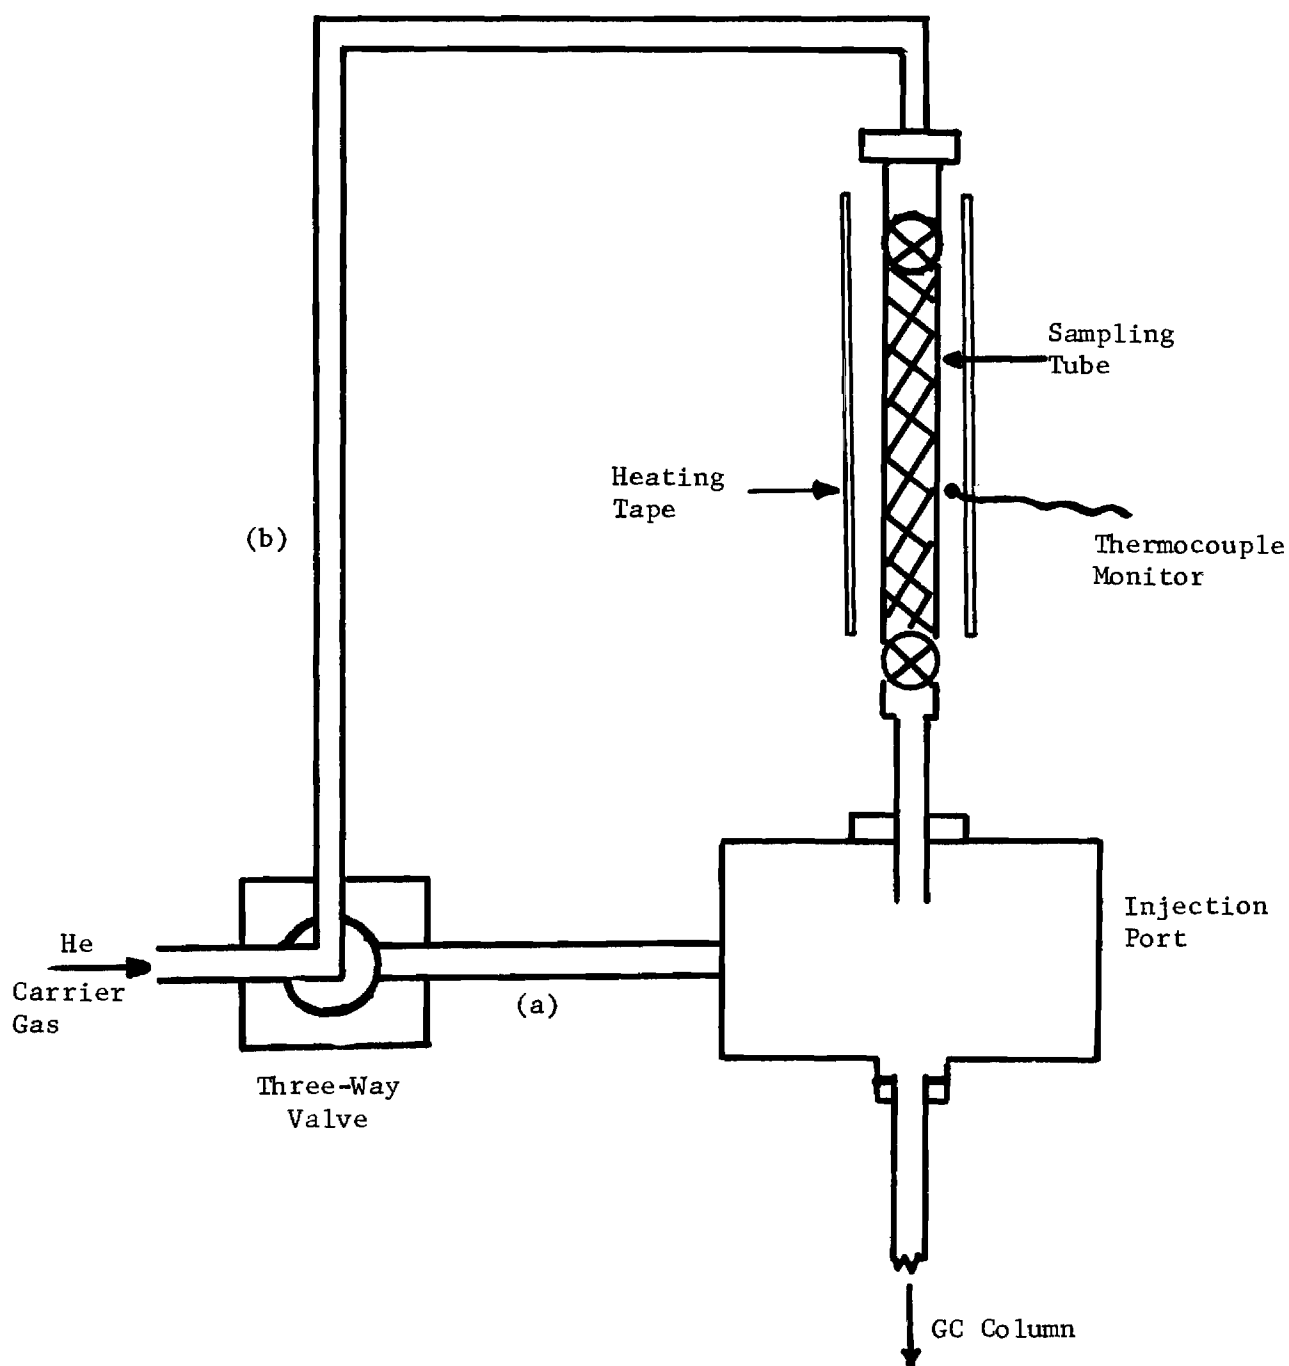 Sampling
Tube
Heating
Tape
(b)
Thermocouple
Monitor
Injection
Port
He
Carrier
Gas
(a)
Three-Way
Valve
GC Column